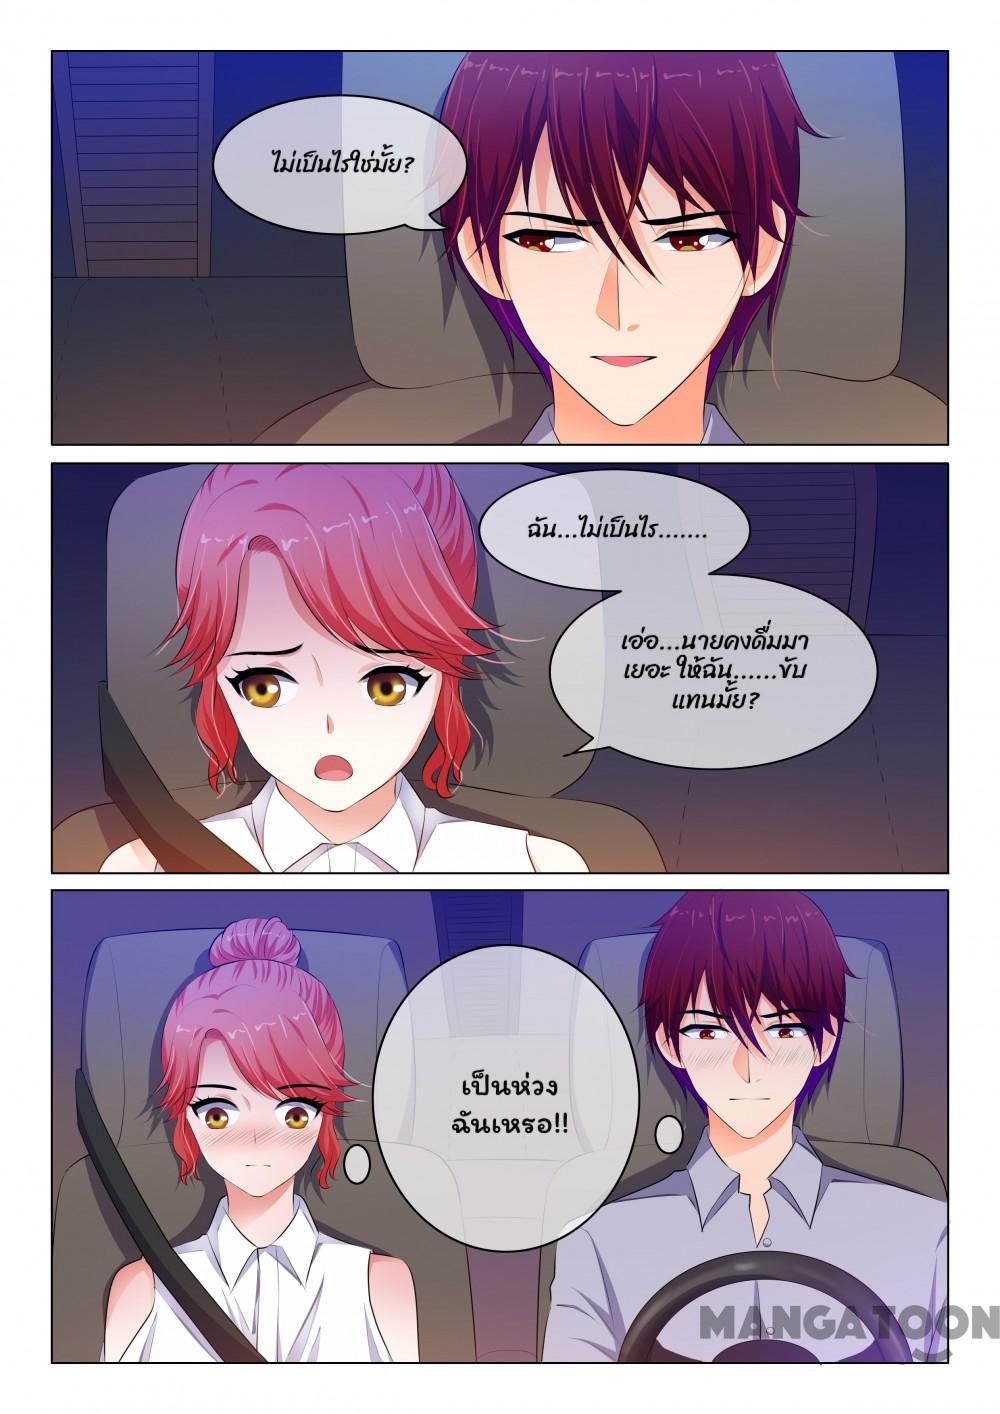 ไม่เป็นไรใช่มั้ย?
ฉัน...ไม่เป็นไร.......
เอ่อ...นายคงดื่มมา
เยอะ ให้ฉัน......ขับ
แทนมั้ย?
เป็นห่วง
ฉันเหรอ!!
MANGATOON